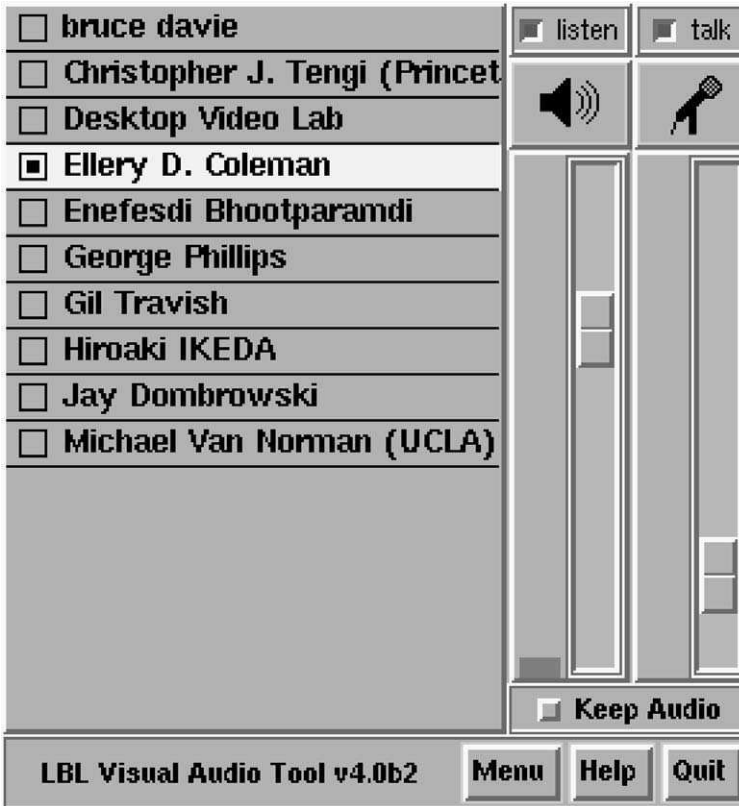 bruce davie
listen
talk
Christopher J. Tengi (Princet
Desktop Video Lab
Ellery D. Coleman
Enefesdi Bhootparamdi
George Phillips
Gil Travish
Hiroaki IKEDA
Jay Dombrowski
Michael Van Norman (UCLA)
Keep Audio
LBL Visual Audio Tool v4.0b2
Menu
Help
Quit